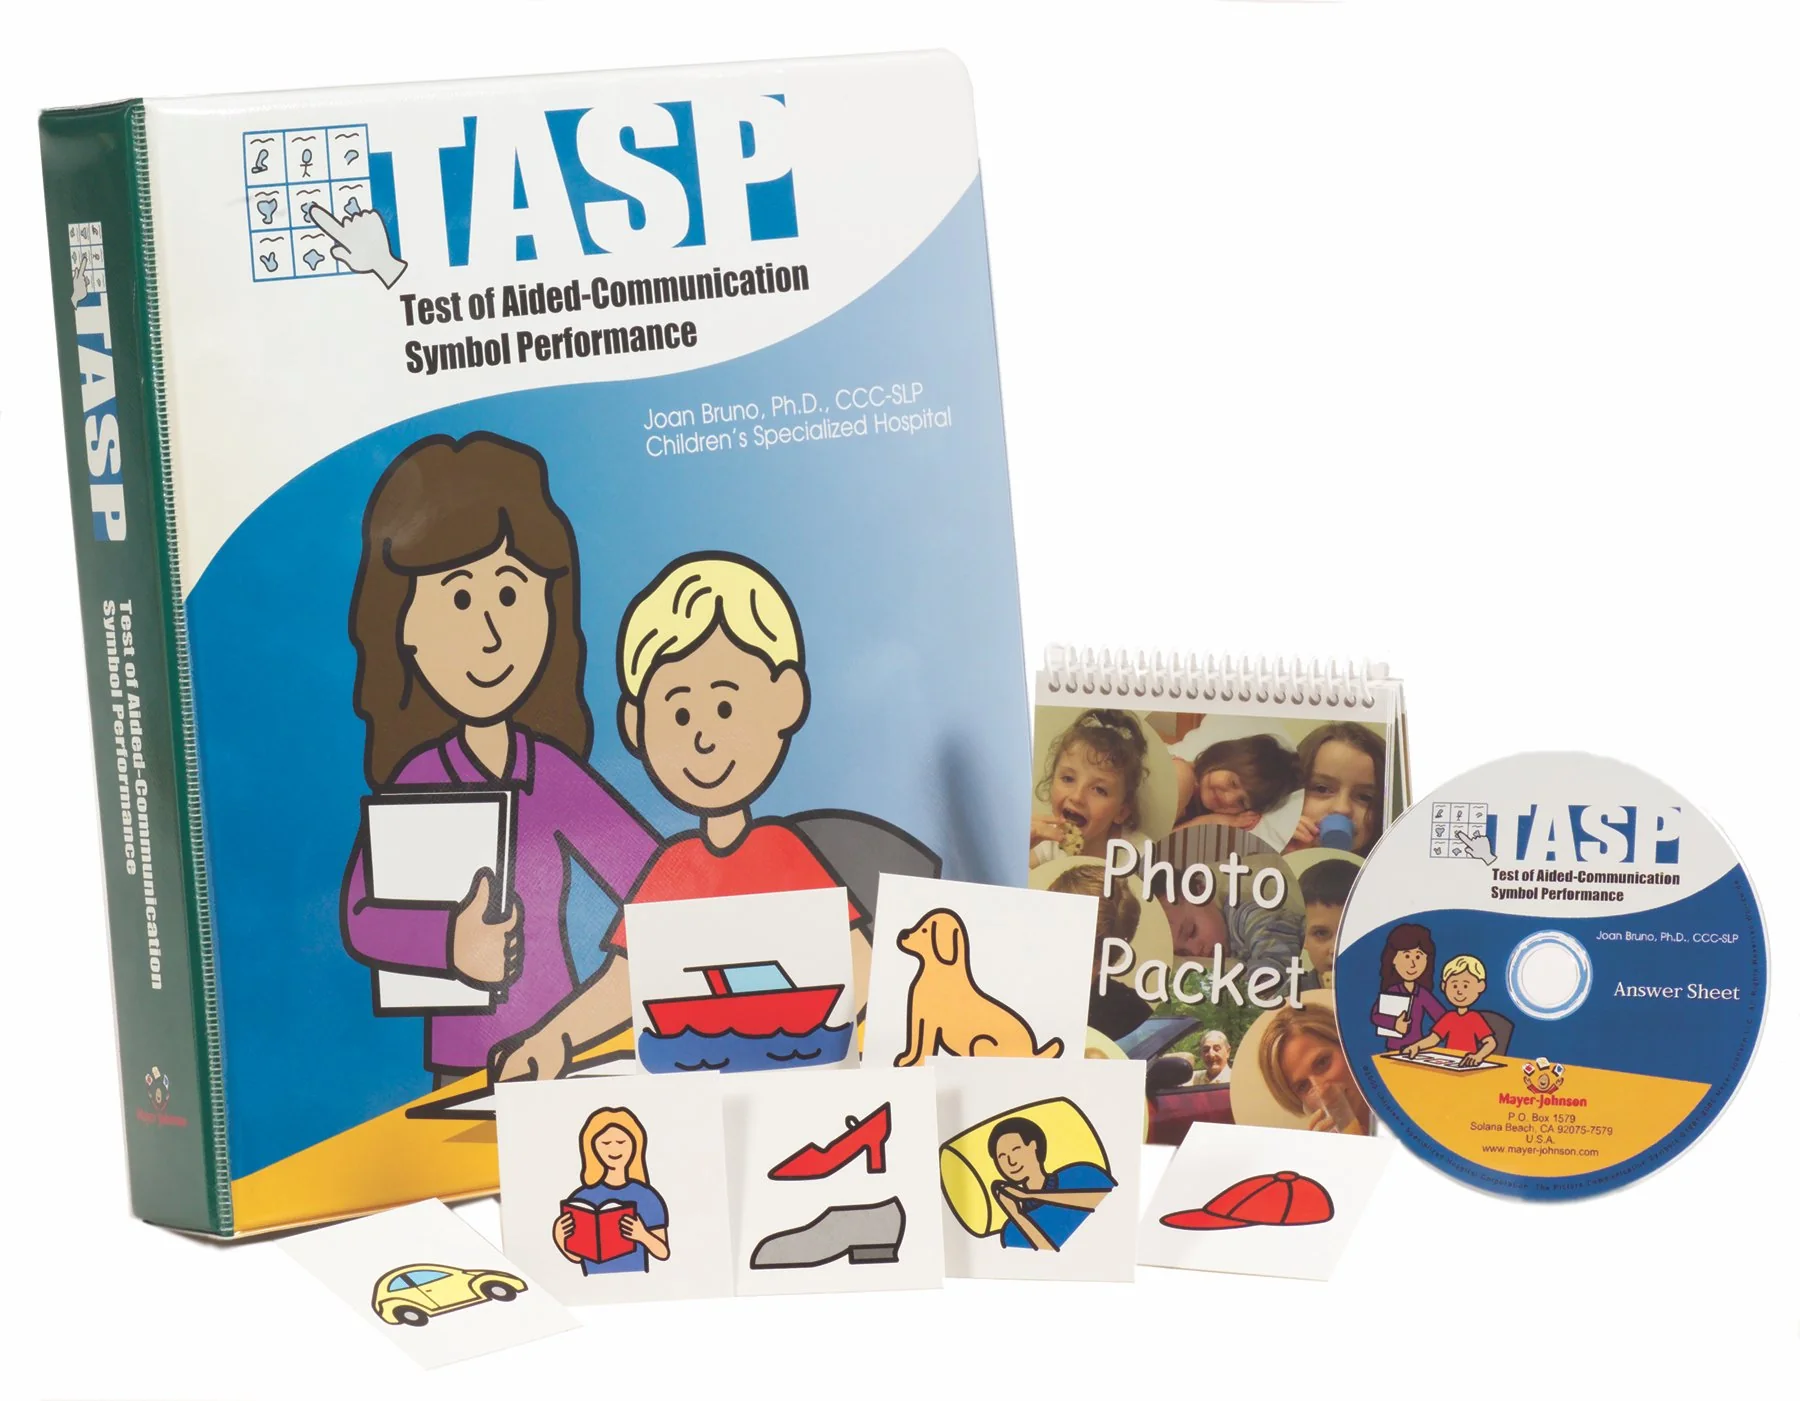 TASP
Test of Aided-Communication
Symbol Performance
Joan Bruno, Ph.D., CCC-SLP
Children's Specialized Hospital
TASP
Test of Aided-Communication
Symbol Performance
Mayer-Johnson
Photo
Packet
TASP
Test of Aided-Communication
Symbol Performance
Joan Bruno, Ph.D., CCC-SLP
Answer Sheet
Mayer-Johnson
P.O. Box 1579
Solana Beach, CA 92075-7579
U.S.A.
www.mayer-johnson.com